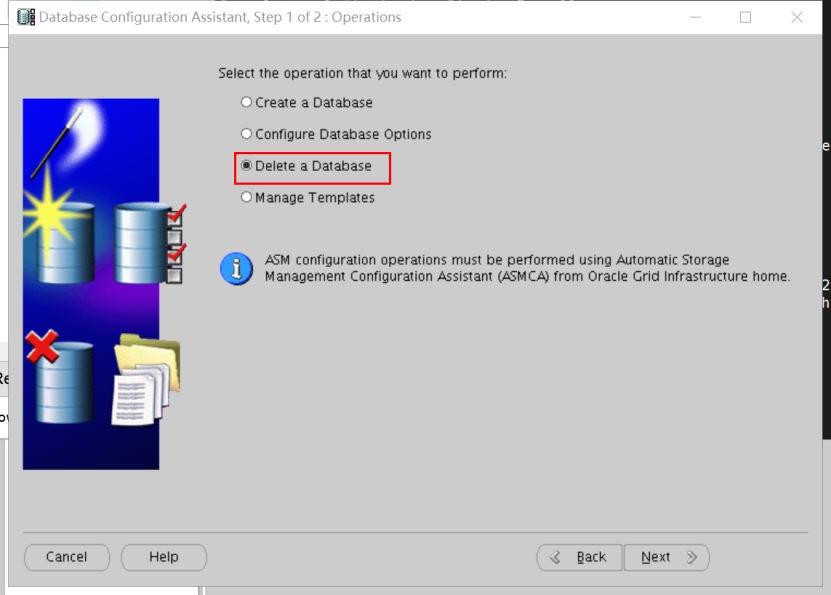 Database Configuration Assistant, Step 1 of 2 : Operations
Select the operation that you want to perform:
Create a Database
Configure Database Options
Delete a Database
Manage Templates
ASM configuration operations must be performed using Automatic Storage
Management Configuration Assistant (ASMCA) from Oracle Grid Infrastructure home.
Cancel
Help
Back
Next